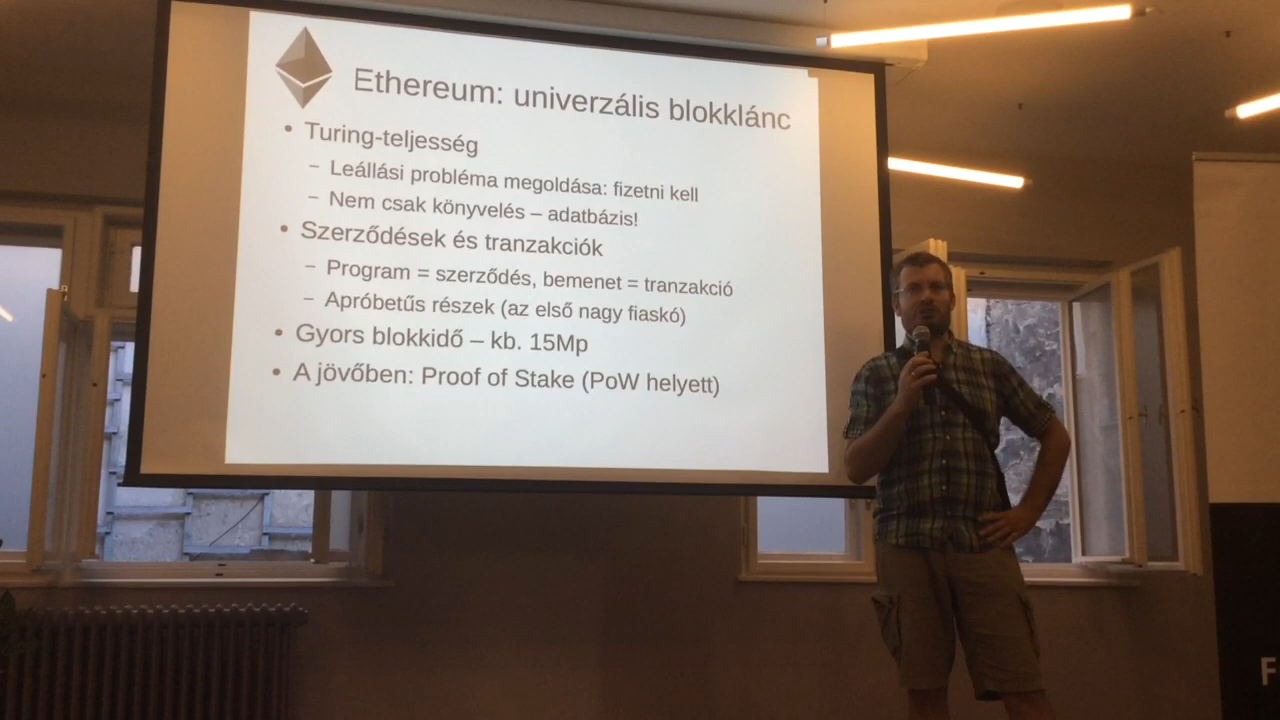 Ethereum: univerzális blokklánc
• Turing-teljesség
– Leállási probléma megoldása: fizetni kell
– Nem csak könyvelés – adatbázis!
• Szerződések és tranzakciók
– Program = szerződés, bemenet = tranzakció
– Apróbetűs részek (az első nagy fiaskó)
• Gyors blokkidő – kb. 15Mp
• A jövőben: Proof of Stake (PoW helyett)
F